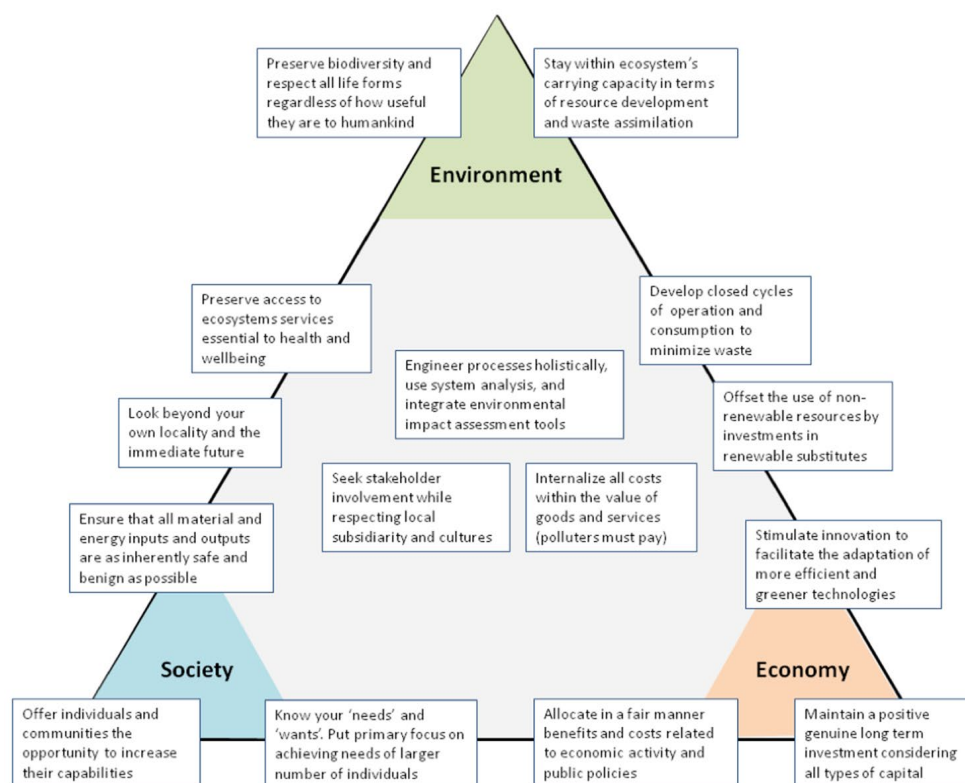 Preserve biodiversity and
respect all life forms
regardless of how useful
they are to humankind
Stay within ecosystem's
carrying capacity in terms
of resource development
and waste assimilation
Environment
Preserve access to
ecosystems services
essential to health and
wellbeing
Develop closed cycles
of operation and
consumption to
minimize waste
Engineer processes holistically,
use system analysis, and
integrate environmental
impact assessment tools
Look beyond your
own locality and the
immediate future
Offset the use of non-
renewable resources by
investments in
renewable substitutes
Seek stakeholder
involvement while
respecting local
subsidiarity and cultures
Internalize all costs
within the value of
goods and services
(polluters must pay)
Ensure that all material and
energy inputs and outputs
are as inherently safe and
benign as possible
Stimulate innovation to
facilitate the adaptation of
more efficient and
greener technologies
Society
Economy
Offer individuals and
communities the
opportunity to increase
their capabilities
Know your 'needs' and
'wants'. Put primary focus on
achieving needs of larger
number of individuals
Allocate in a fair manner
benefits and costs related
to economic activity and
public policies
Maintain a positive
genuine long term
investment considering
all types of capital